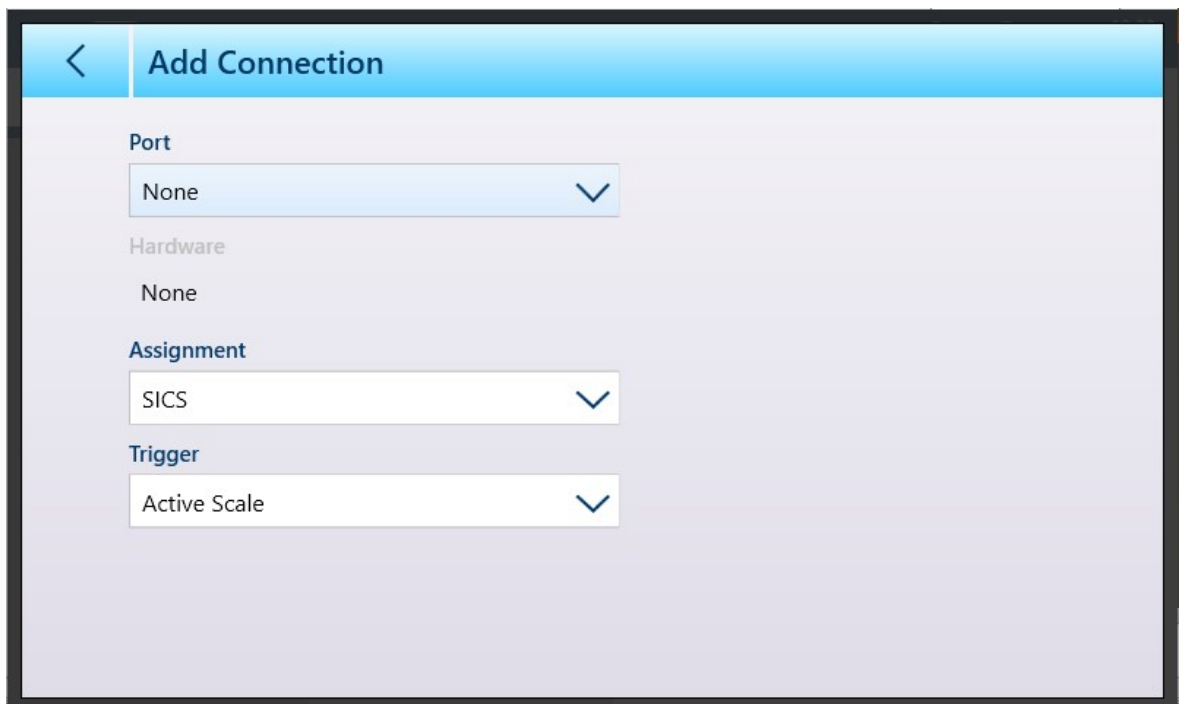 Add Connection
Port
None
Hardware
None
Assignment
SICS
Trigger
Active Scale